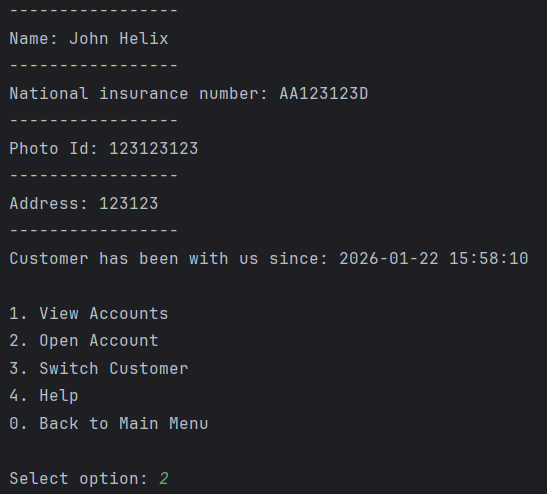 -----------------
Name: John Helix
-----------------
National insurance number: AA123123D
-----------------
Photo Id: 123123123
-----------------
Address: 123123
-----------------
Customer has been with us since: 2026-01-22 15:58:10
1. View Accounts
2. Open Account
3. Switch Customer
4. Help
0. Back to Main Menu
Select option: 2